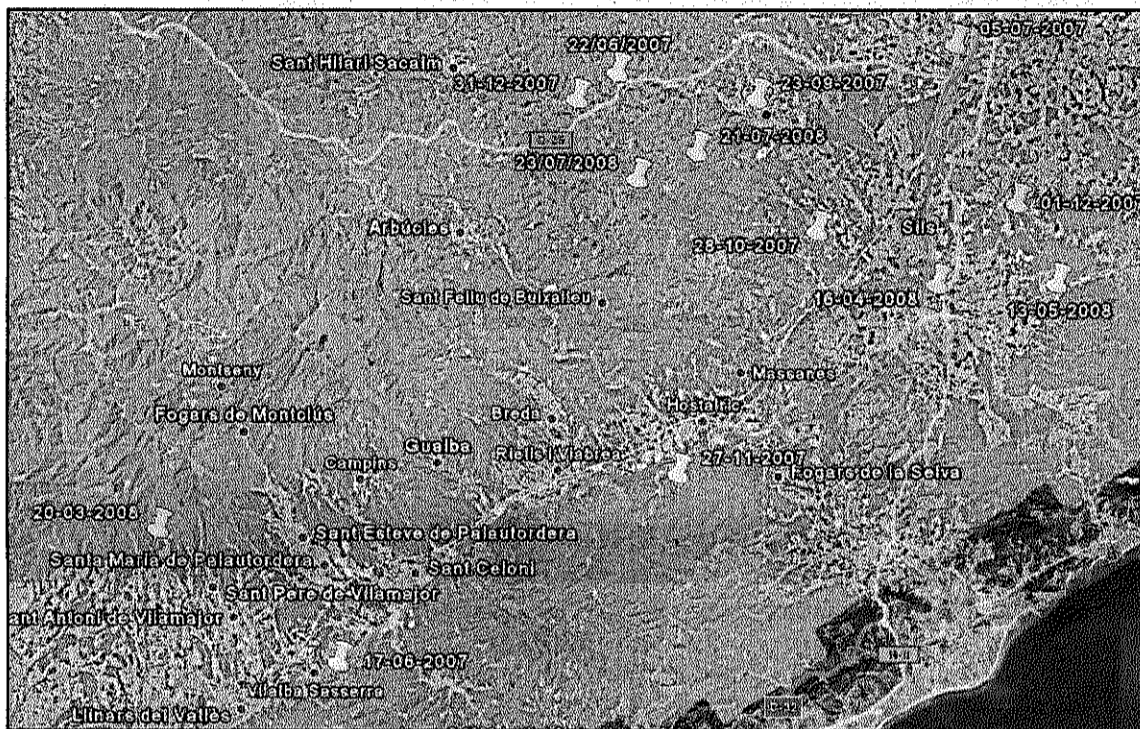 05-07-2007
22/06/2007
Sant Hilari Sacalm
31-12-2007
23-09-2007
21-07-2008
C-25
23/07/2008
01-12-2007
Arbúcies
Sils
28-10-2007
Sant Feliu de Buixalleu
16-04-2008
13-05-2008
Montseny
Massanes
Fogars de Montclús
Breda
Hostalric
Gualba
Riells i Viabrea
27-11-2007
Campins
Fogars de la Selva
20-03-2008
Sant Esteve de Palautordera
Santa Maria de Palautordera
Sant Celoni
Sant Pere de Vilamajor
ant Antoni de Vilamajor
N-II
17-06-2007
Vilalba Sasserra
Llinars del Vallès
C-32